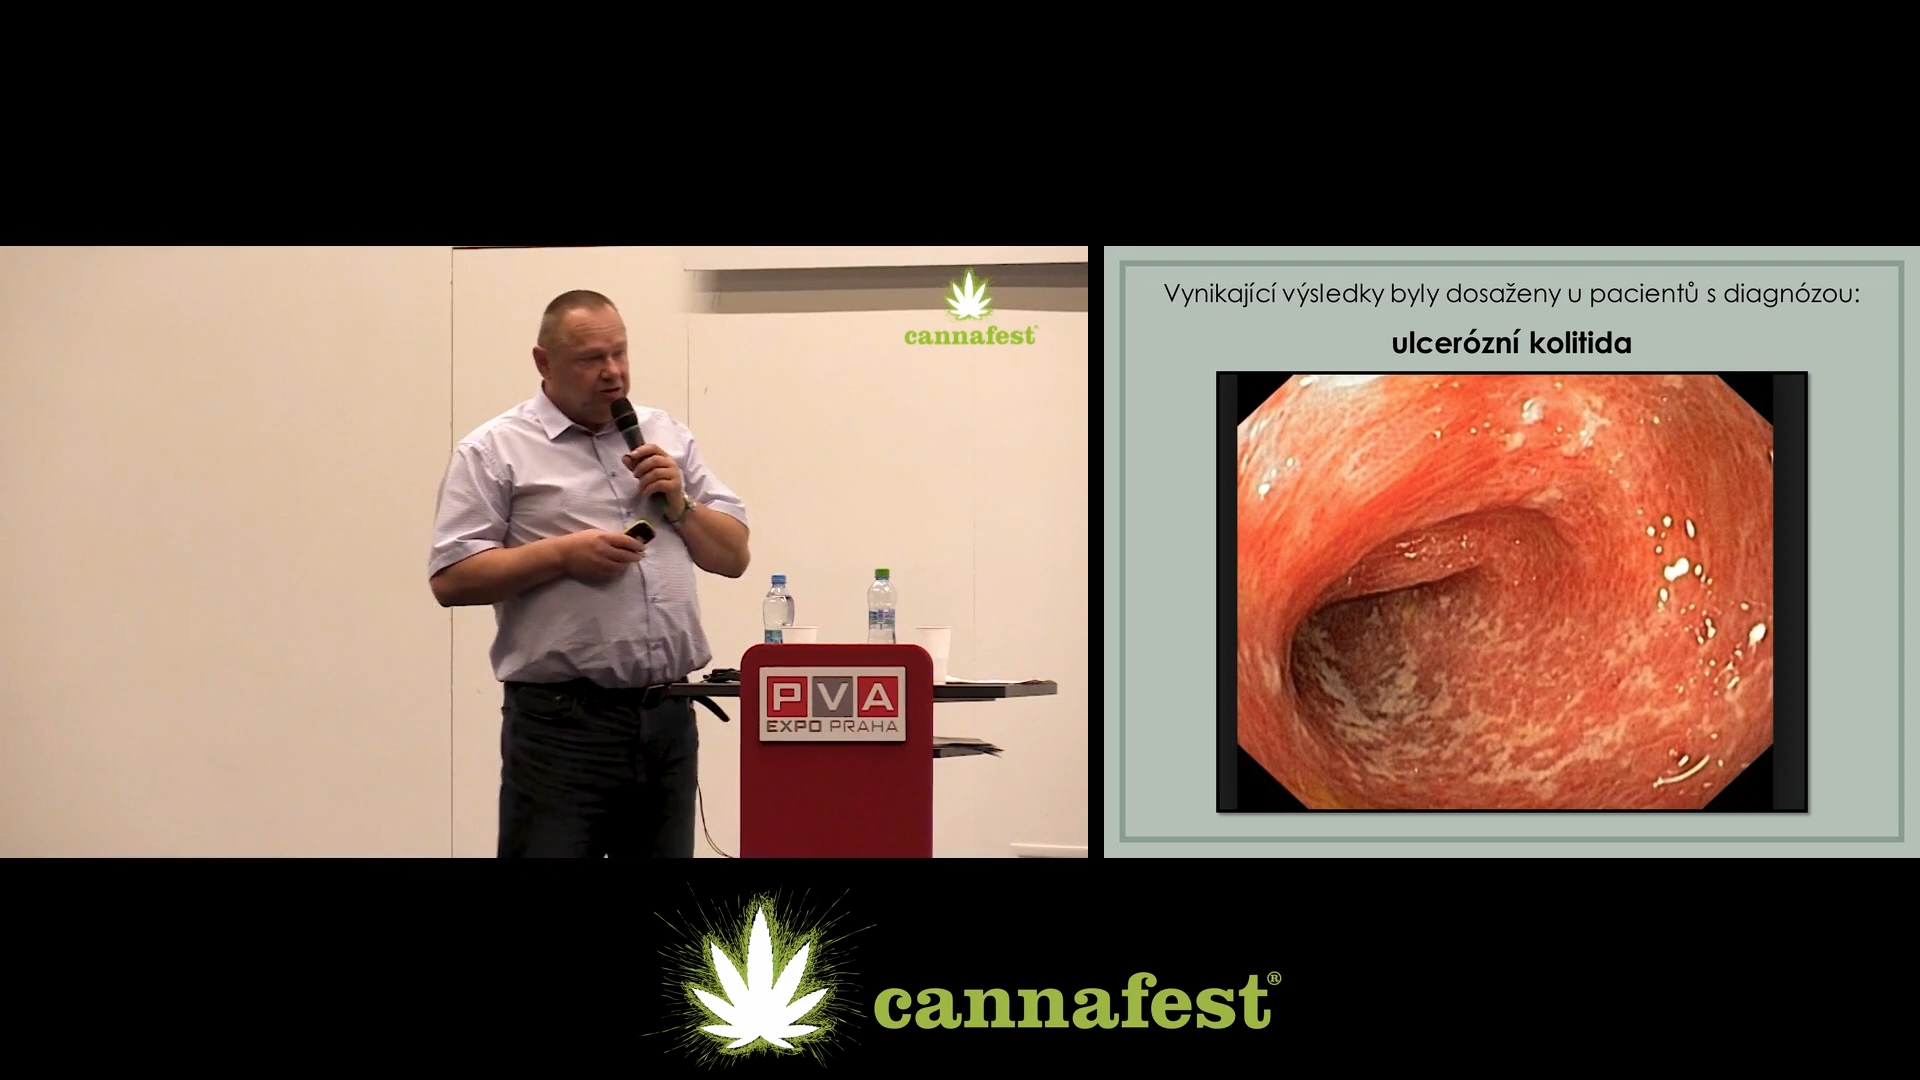 cannafest
Vynikající výsledky byly dosaženy u pacientů s diagnózou:
ulcerózní kolitida
PVA
EXPO PRAHA
cannafest®